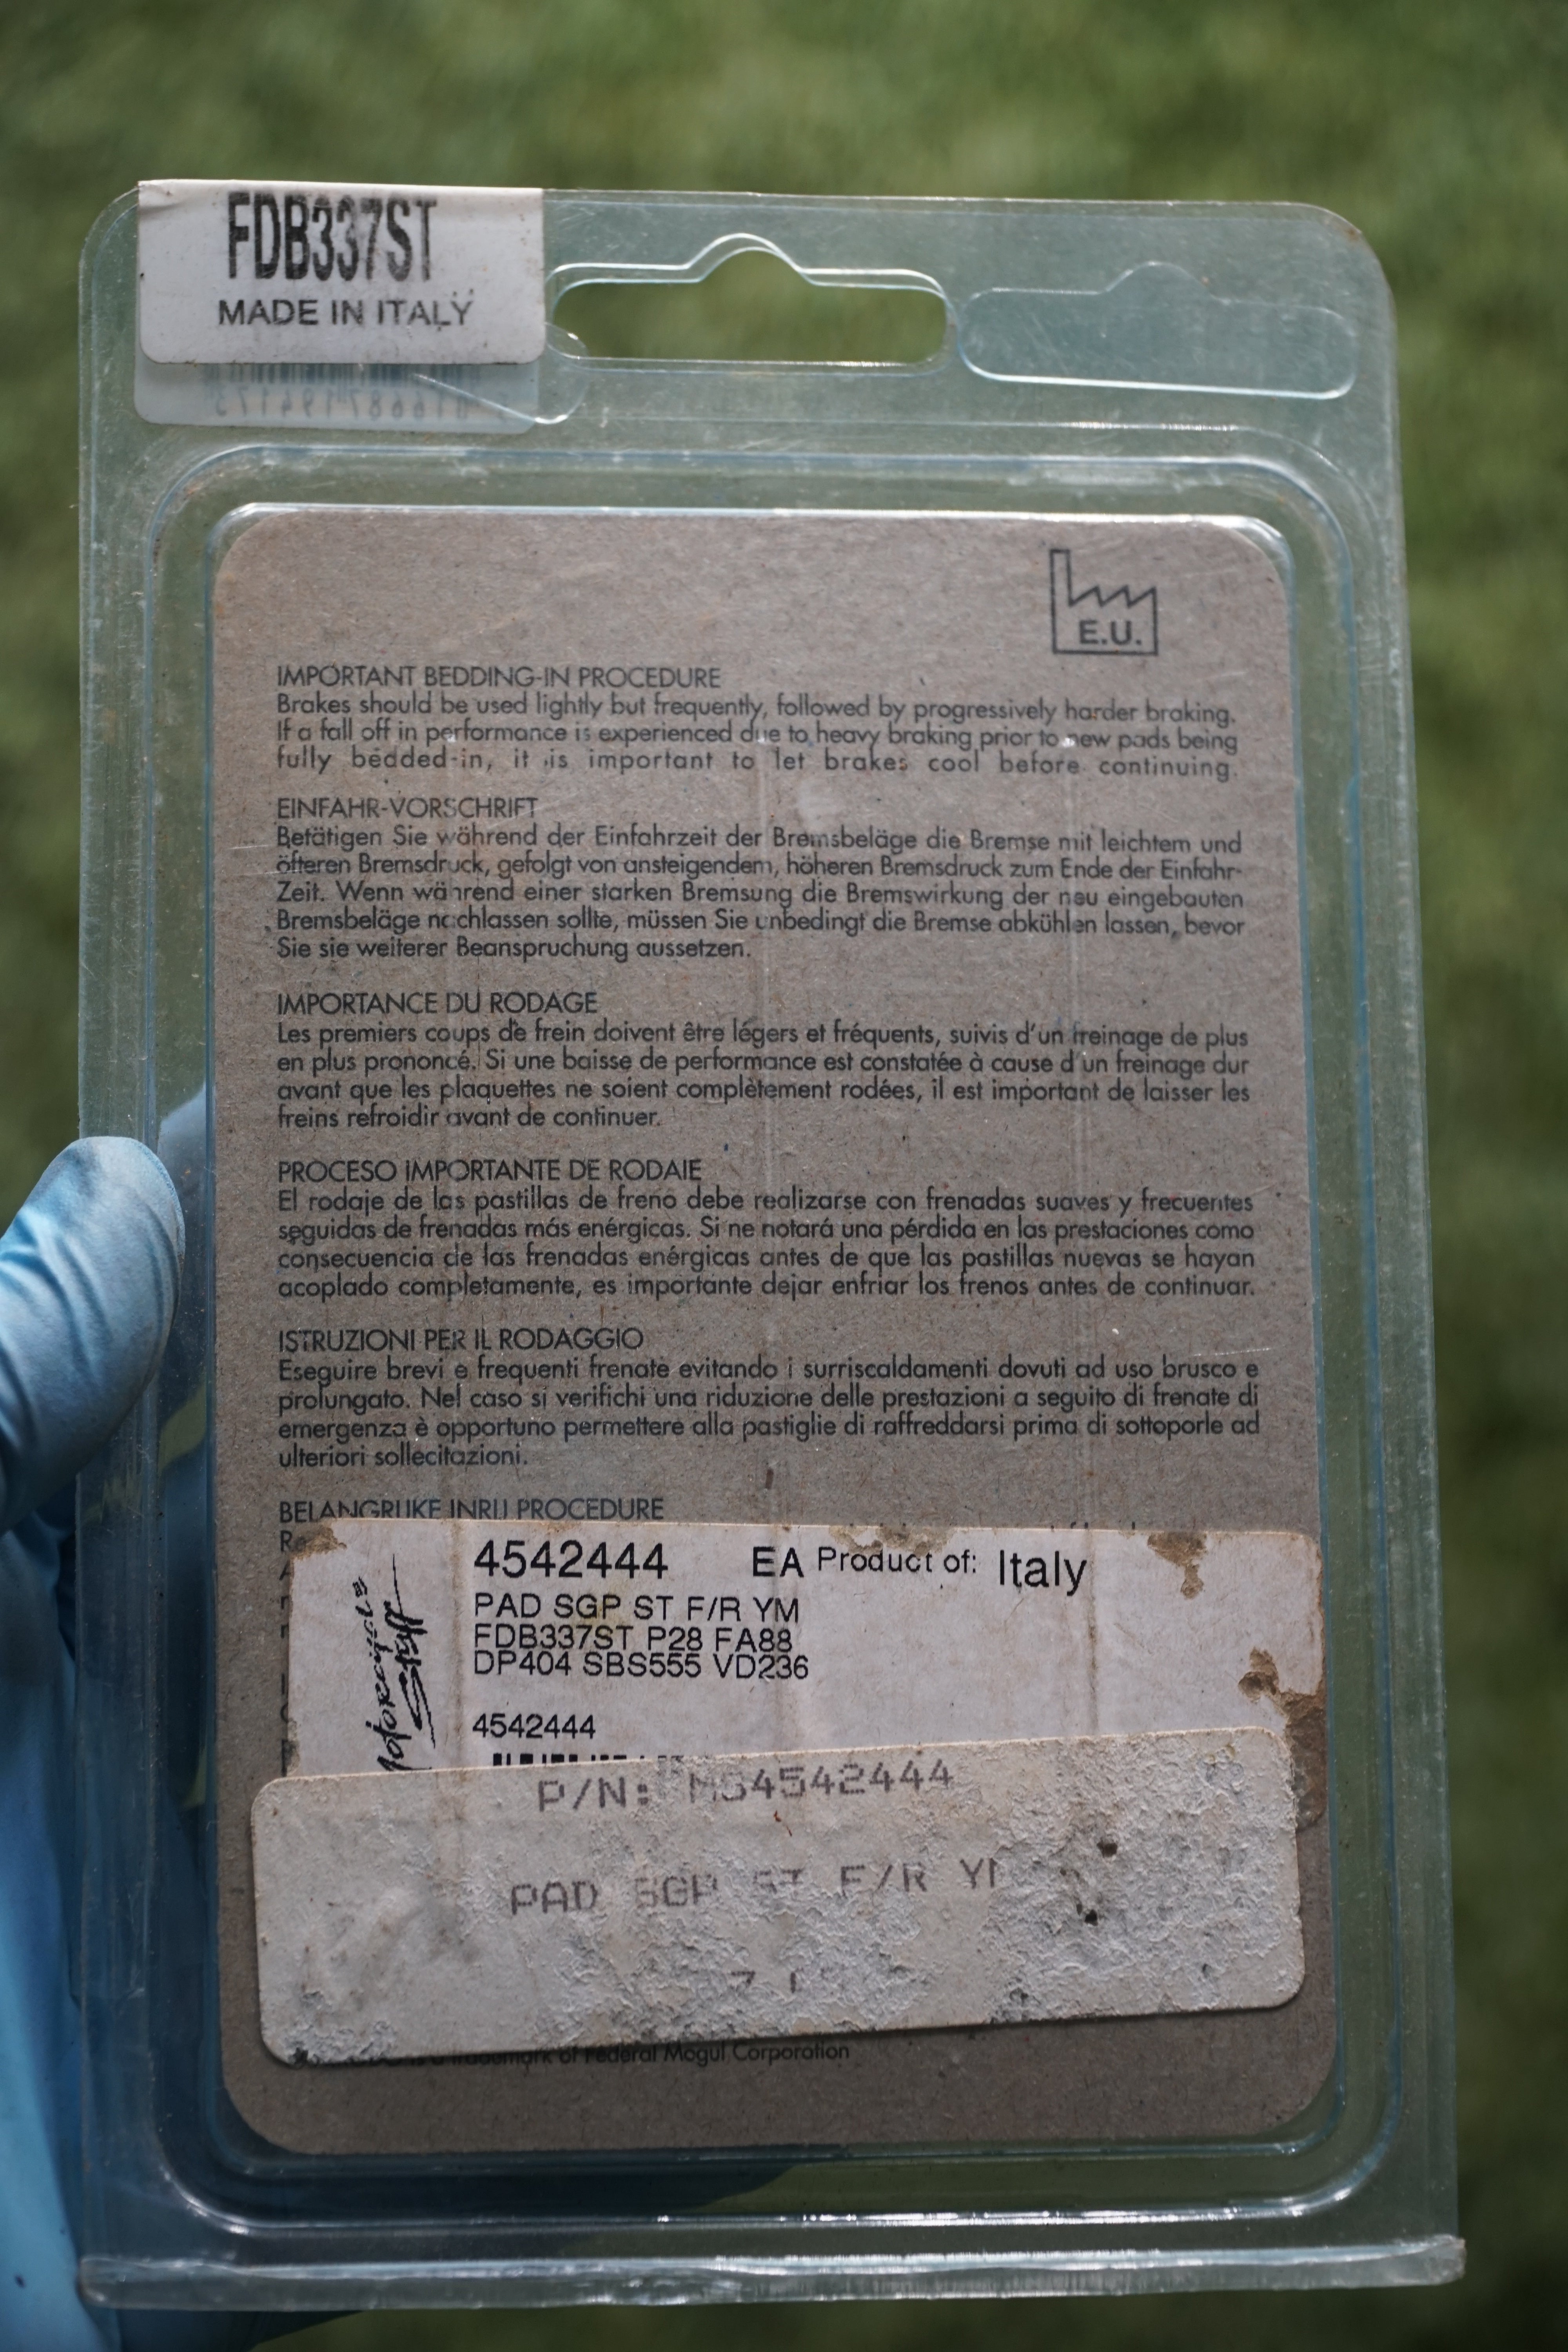 FDB337ST
MADE IN ITALY
E.U.
IMPORTANT BEDDING-IN PROCEDURE
Brakes should be used lightly but frequently, followed by progressively harder braking.
If a fall off in performance is experienced due to heavy braking prior to new pads being
fully bedded-in, it is important to let brakes cool before continuing.
EINFAHR-VORSCHRIFT
Betätigen Sie während der Einfahrzeit der Bremsbeläge die Bremse mit leichtem und
öfteren Bremsdruck, gefolgt von ansteigendem, höheren Bremsdruck zum Ende der Einfahr-
Zeit. Wenn während einer starken Bremsung die Bremswirkung der neu eingebauten
Bremsbeläge nachlassen sollte, müssen Sie unbedingt die Bremse abkühlen lassen, bevor
Sie sie weiterer Beanspruchung aussetzen.
IMPORTANCE DU RODAGE
Les premiers coups de frein doivent être légers et fréquents, suivis d'un freinage de plus
en plus prononcé. Si une baisse de performance est constatée à cause d'un freinage dur
avant que les plaquettes ne soient complètement rodées, il est important de laisser les
freins refroidir avant de continuer.
PROCESO IMPORTANTE DE RODAIE
El rodaje de las pastillas de freno debe realizarse con frenadas suaves y frecuentes
seguidas de frenadas más enérgicas. Si ne notará una pérdida en las prestaciones como
consecuencia de las frenadas enérgicas antes de que las pastillas nuevas se hayan
acoplado completamente, es importante dejar enfriar los frenos antes de continuar.
ISTRUZIONI PER IL RODAGGIO
Eseguire brevi e frequenti frenate evitando i surriscaldamenti dovuti ad uso brusco e
prolungato. Nel caso si verifichi una riduzione delle prestazioni a seguito di frenate di
emergenza è opportuno permettere alla pastiglie di raffreddarsi prima di sottoporle ad
ulteriori sollecitazioni.
BELANGRIJKE INRIJ PROCEDURE
Motorcycle
Stuff
4542444 EA Product of: Italy
PAD SGP ST F/R YM
FDB337ST P28 FA88
DP404 SBS555 VD236
4542444
P/N: MS4542444
PAD SGP ST F/R
is a trademark of Federal Mogul Corporation